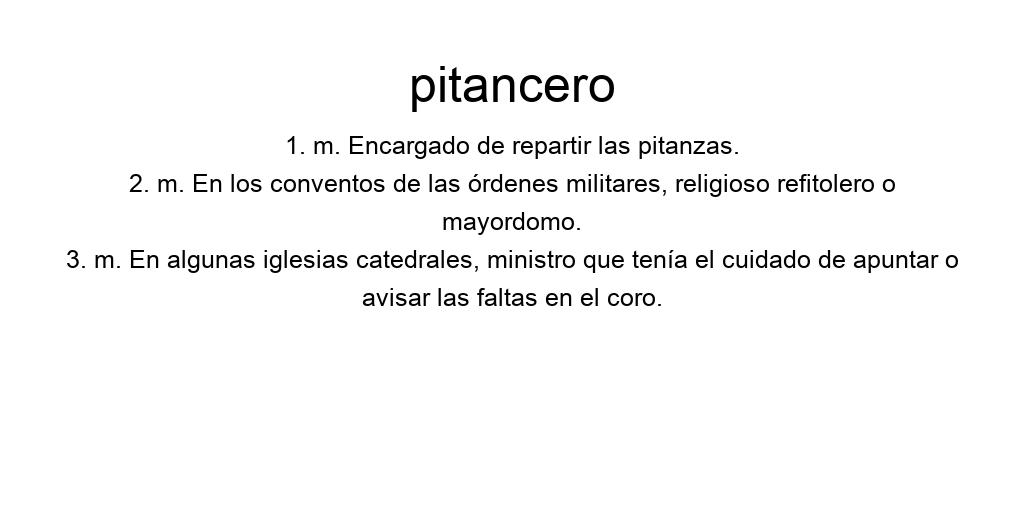 pitancero
1. m. Encargado de repartir las pitanzas.
2. m. En los conventos de las órdenes militares, religioso refitolero o
mayordomo.
3. m. En algunas iglesias catedrales, ministro que tenía el cuidado de apuntar o
avisar las faltas en el coro.